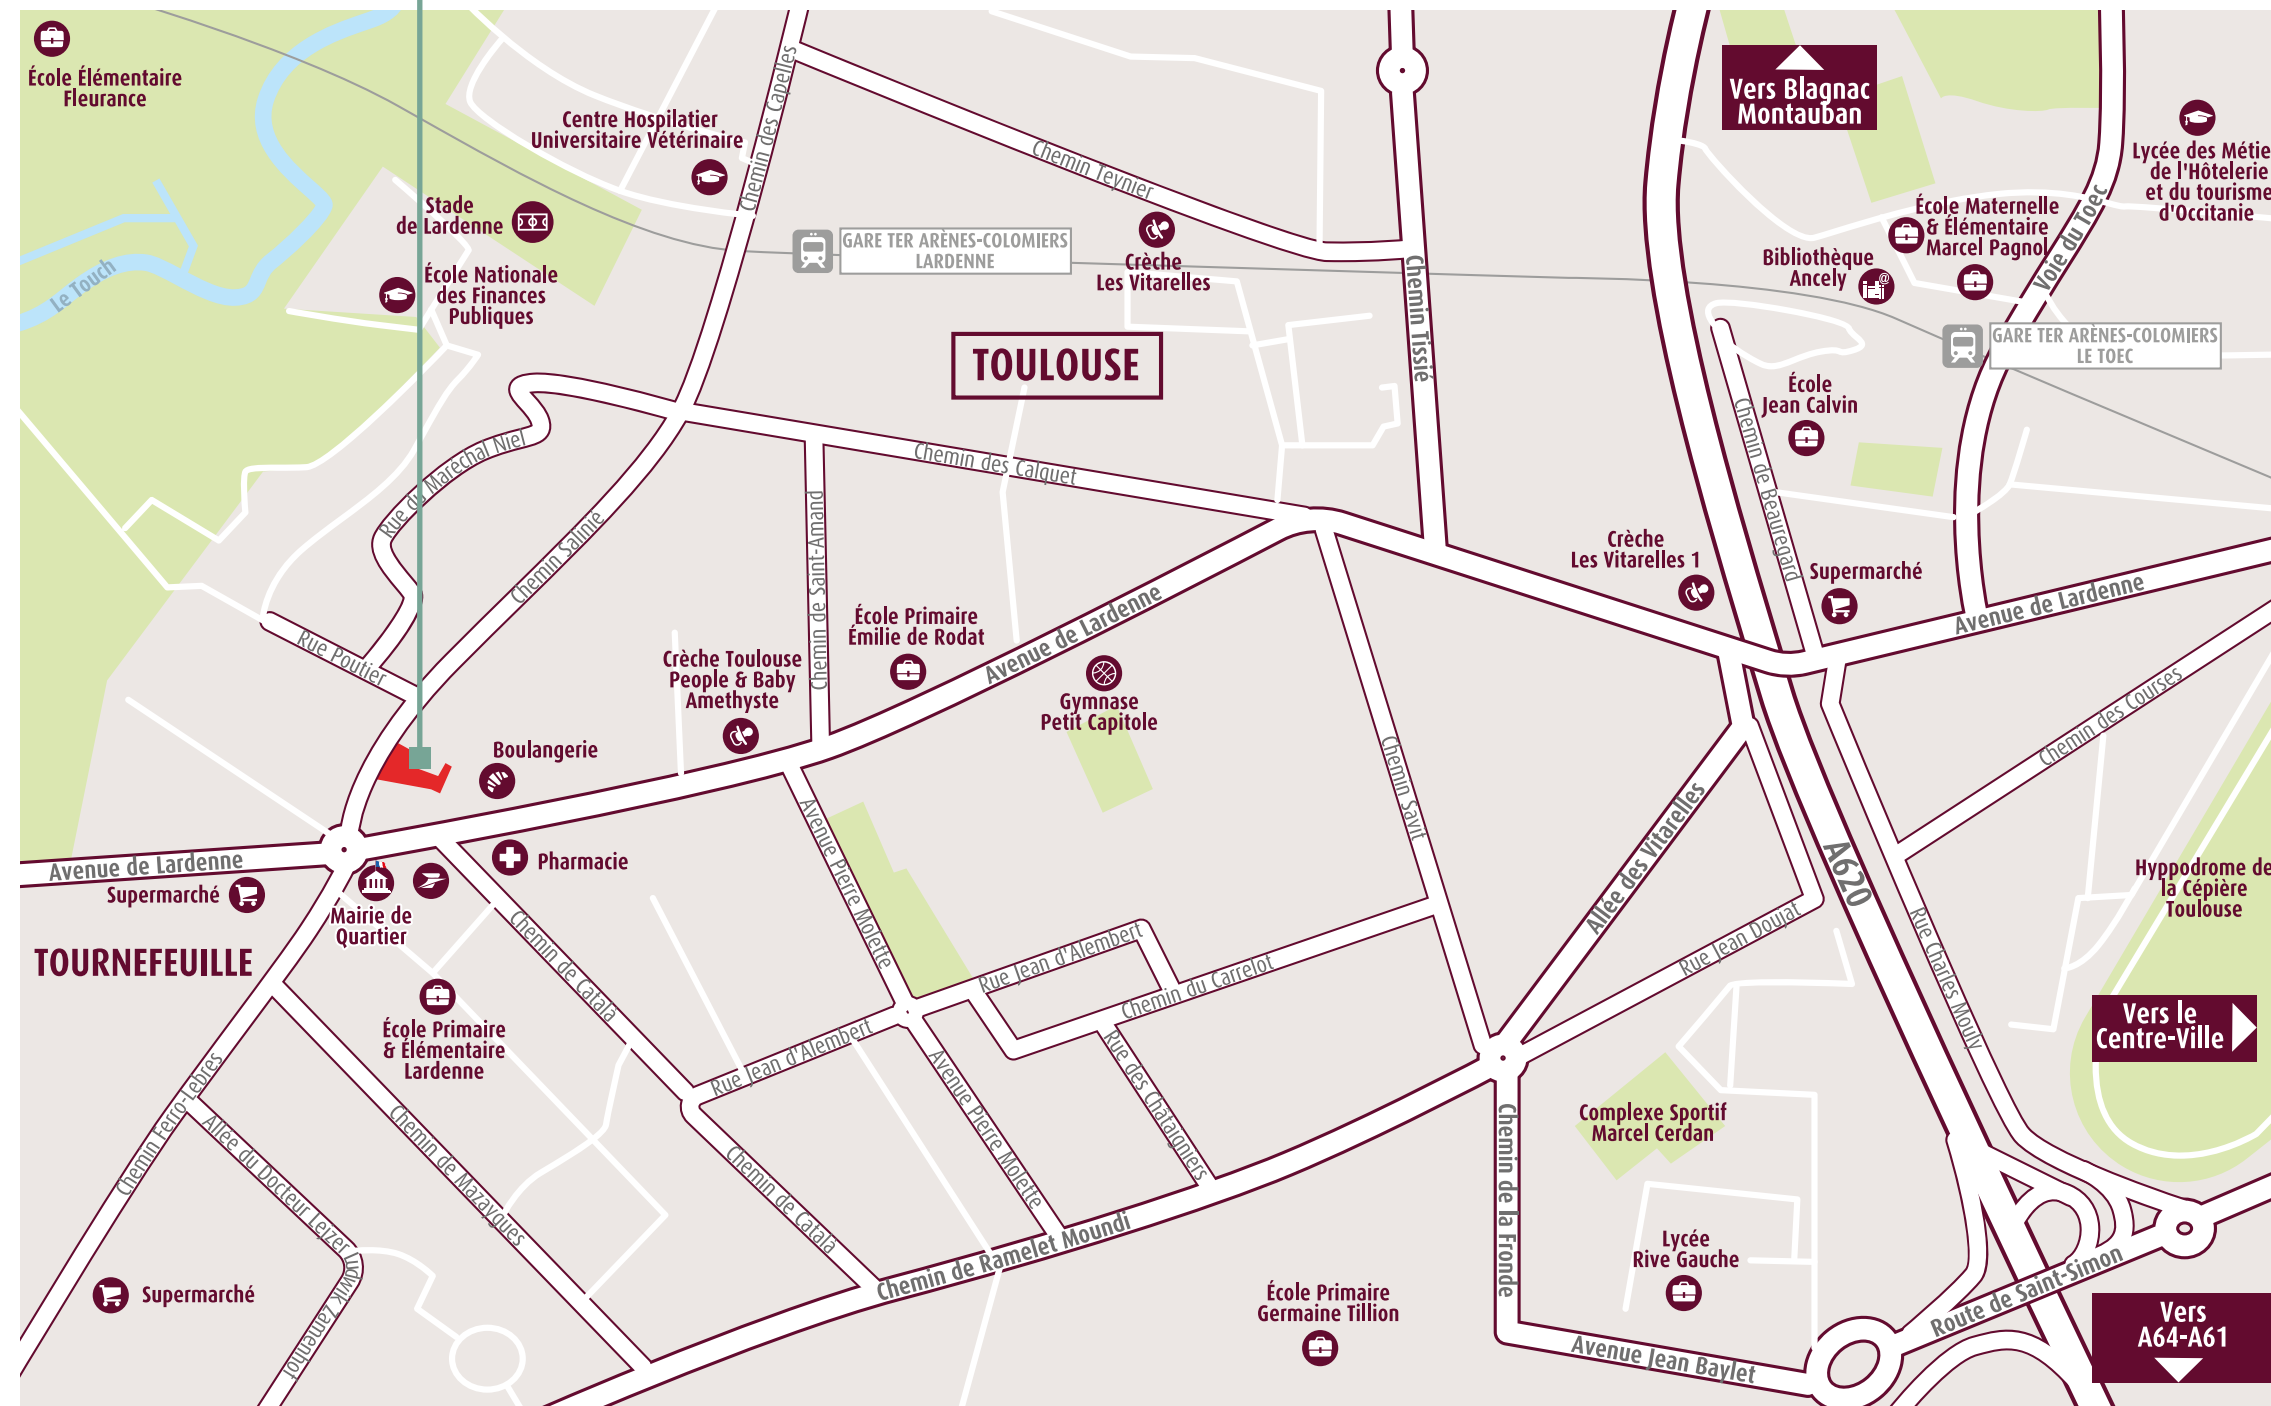 École Élémentaire
Fleurance
Centre Hospilatier
Universitaire Vétérinaire
Chemin des Capelles
Chemin Teynier
Vers Blagnac
Montauban
Lycée des Métie
de l'Hôtelerie
et du tourisme
d'Occitanie
Stade
de Lardenne
École Nationale
des Finances
Publiques
Le Touch
GARE TER ARÈNES-COLOMIERS
LARDENNE
Crèche
Les Vitarelles
Chemin Tissié
École Maternelle
& Élémentaire
Marcel Pagnol
Bibliothèque
Ancely
Voie du Toec
GARE TER ARÈNES-COLOMIERS
LE TOEC
TOULOUSE
École
Jean Calvin
Chemin de Beauregard
Rue du Maréchal Niel
Chemin des Calquet
Chemin Salinié
Chemin de Saint-Amand
Crèche
Les Vitarelles 1
Supermarché
Avenue de Lardenne
École Primaire
Émilie de Rodat
Avenue de Lardenne
Rue Poutier
Crèche Toulouse
People & Baby
Amethyste
Gymnase
Petit Capitole
Chemin des Courses
Boulangerie
Chemin Savit
Avenue Pierre Molette
Allée des Vitarelles
A620
Avenue de Lardenne
Supermarché
Pharmacie
Mairie de
Quartier
Hyppodrome de
la Cépière
Toulouse
TOURNEFEUILLE
Chemin de Catala
Rue Jean d'Alembert
Chemin du Carrelot
Rue Jean Doujat
Rue Charles Mouly
École Primaire
& Élémentaire
Lardenne
Vers le
Centre-Ville
Rue Jean d'Alembert
Avenue Pierre Molette
Rue des Châtaigniers
Chemin Ferro-Lebres
Allée du Docteur Lejzer Ludwik Zamenhof
Chemin de Mazaygues
Chemin de Catala
Complexe Sportif
Marcel Cerdan
Chemin de la Fronde
Chemin de Ramelet Moundi
Lycée
Rive Gauche
Supermarché
École Primaire
Germaine Tillion
Route de Saint-Simon
Avenue Jean Baylet
Vers
A64-A61